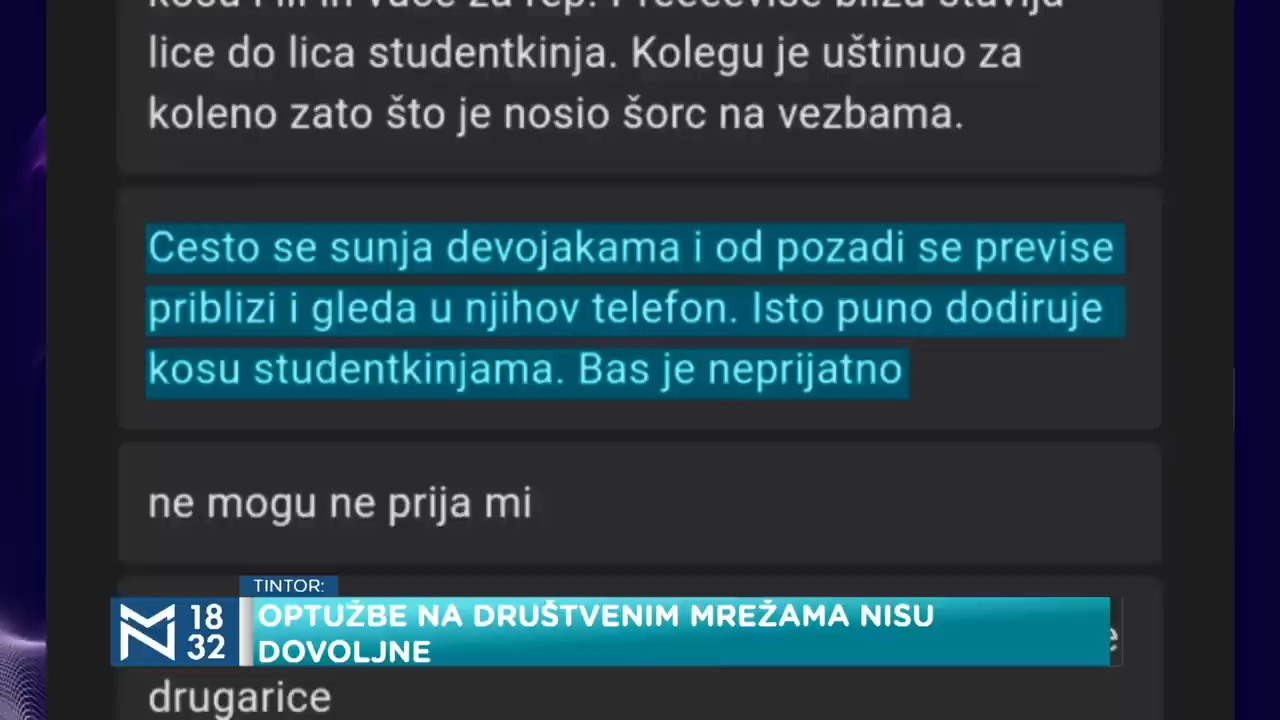 lice do lica studentkinja. Kolegu je uštinuo za
koleno zato što je nosio šorc na vezbama.
Cesto se sunja devojakama i od pozadi se previse
priblizi i gleda u njihov telefon. Isto puno dodiruje
kosu studentkinjama. Bas je neprijatno
ne mogu ne prija mi
TINTOR:
18
32
OPTUŽBE NA DRUŠTVENIM MREŽAMA NISU
DOVOLJNE
drugarice